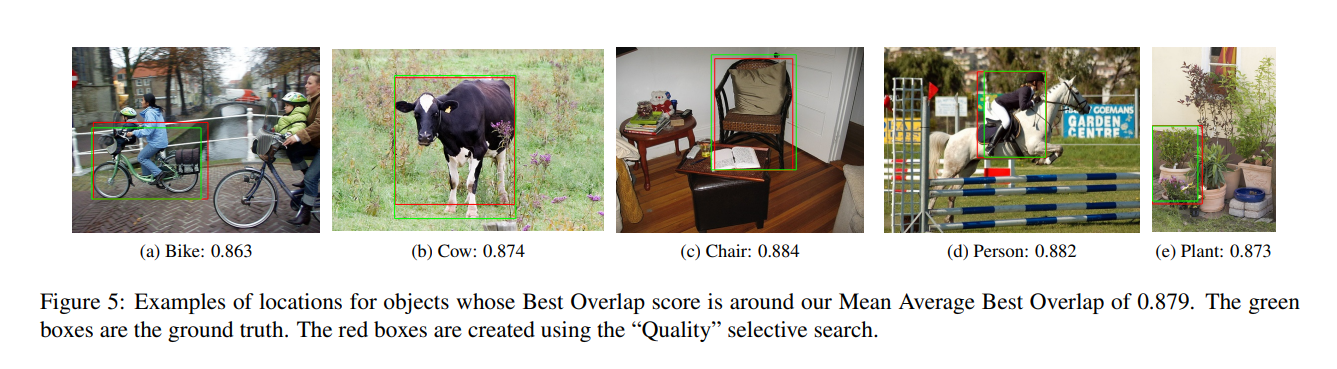 GOEMANS
GARDEN
CENTRE
(a) Bike: 0.863
(b) Cow: 0.874
(c) Chair: 0.884
(d) Person: 0.882
(e) Plant: 0.873
Figure 5: Examples of locations for objects whose Best Overlap score is around our Mean Average Best Overlap of 0.879. The green
boxes are the ground truth. The red boxes are created using the “Quality” selective search.